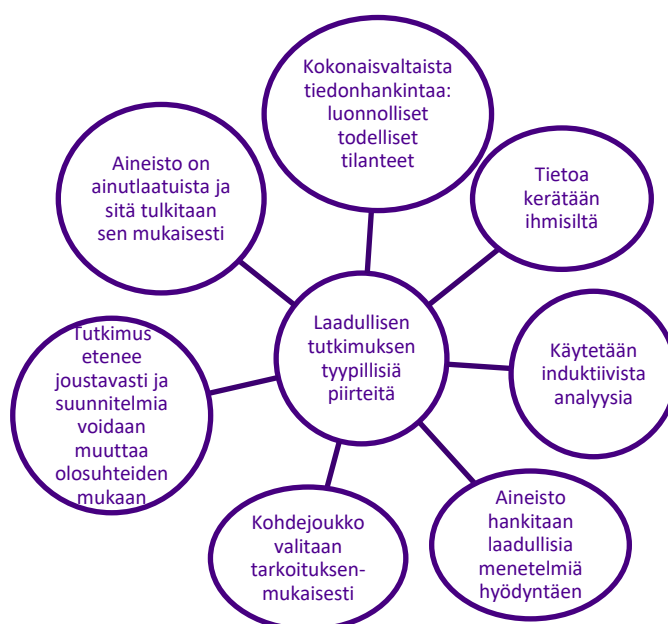 Kokonaisvaltaista
tiedonhankintaa:
luonnolliset
todelliset
tilanteet
Tietoa
kerätään
ihmisiltä
Käytetään
induktiivista
analyysia
Aineisto
hankitaan
laadullisia
menetelmiä
hyödyntäen
Kohdejoukko
valitaan
tarkoituksen-
mukaisesti
Tutkimus
etenee
joustavasti ja
suunnitelmia
voidaan
muuttaa
olosuhteiden
mukaan
Aineisto on
ainutlaatuista ja
sitä tulkitaan
sen mukaisesti
Laadullisen
tutkimuksen
tyypillisiä
piirteitä